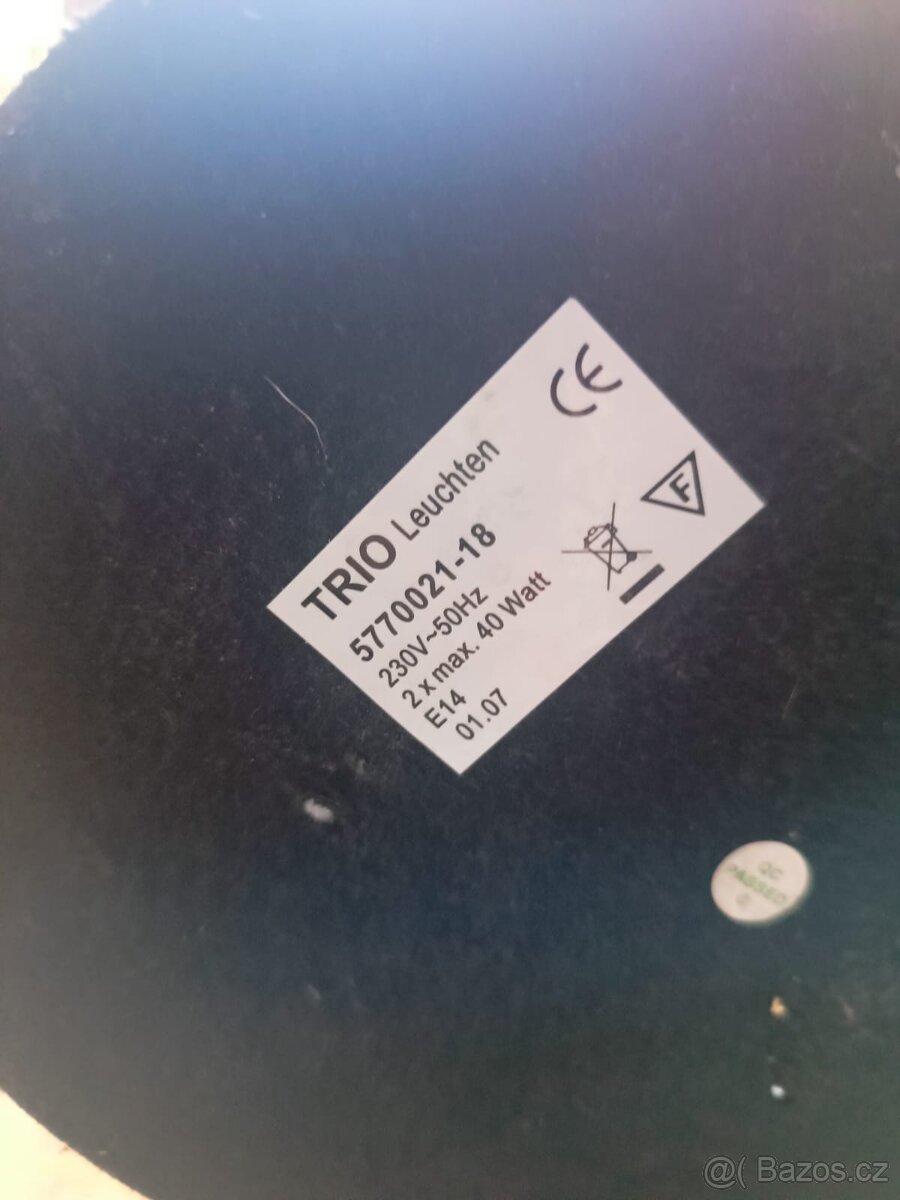 CE
TRIO Leuchten
5770021-18
230V~50Hz
2 x max. 40 Watt
E14
01.07
F
QC
PASSED
@( Bazos.cz